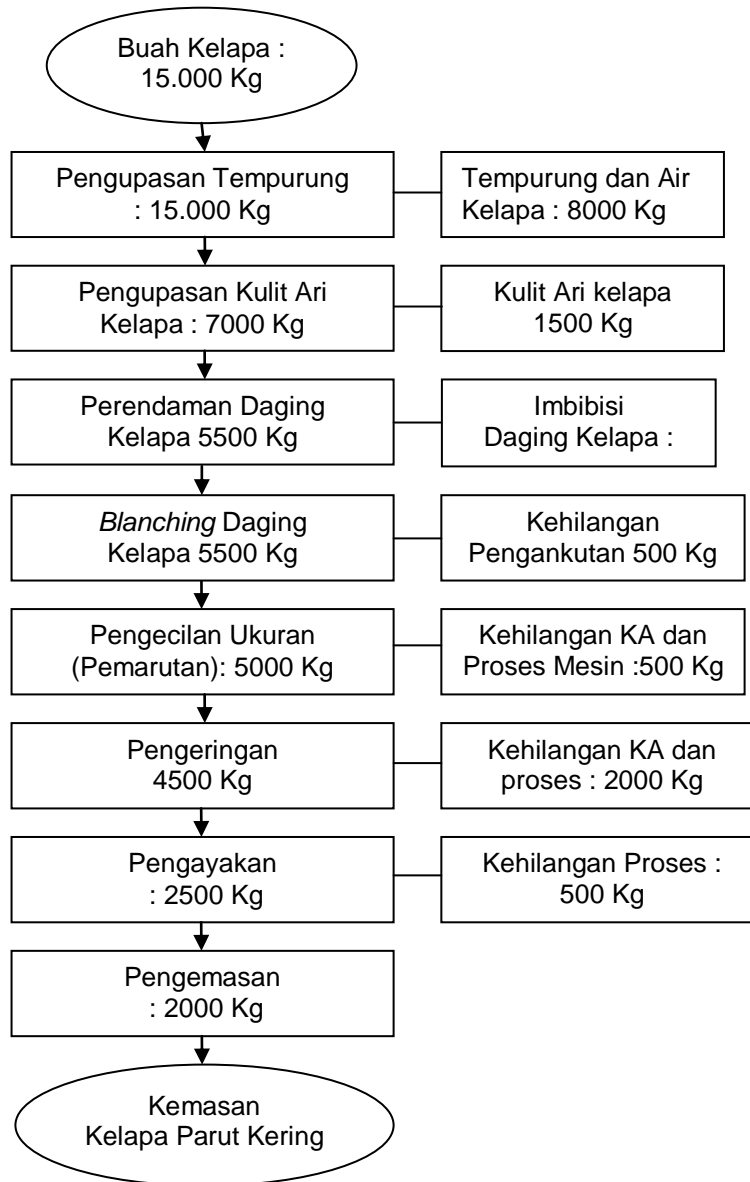 Buah Kelapa :
15.000 Kg
Pengupasan Tempurung
: 15.000 Kg
Tempurung dan Air
Kelapa : 8000 Kg
Pengupasan Kulit Ari
Kelapa : 7000 Kg
Kulit Ari kelapa
1500 Kg
Perendaman Daging
Kelapa 5500 Kg
Imbibisi
Daging Kelapa :
Blanching Daging
Kelapa 5500 Kg
Kehilangan
Pengankutan 500 Kg
Pengecilan Ukuran
(Pemarutan): 5000 Kg
Kehilangan KA dan
Proses Mesin :500 Kg
Pengeringan
4500 Kg
Kehilangan KA dan
proses : 2000 Kg
Pengayakan
: 2500 Kg
Kehilangan Proses :
500 Kg
Pengemasan
: 2000 Kg
Kemasan
Kelapa Parut Kering